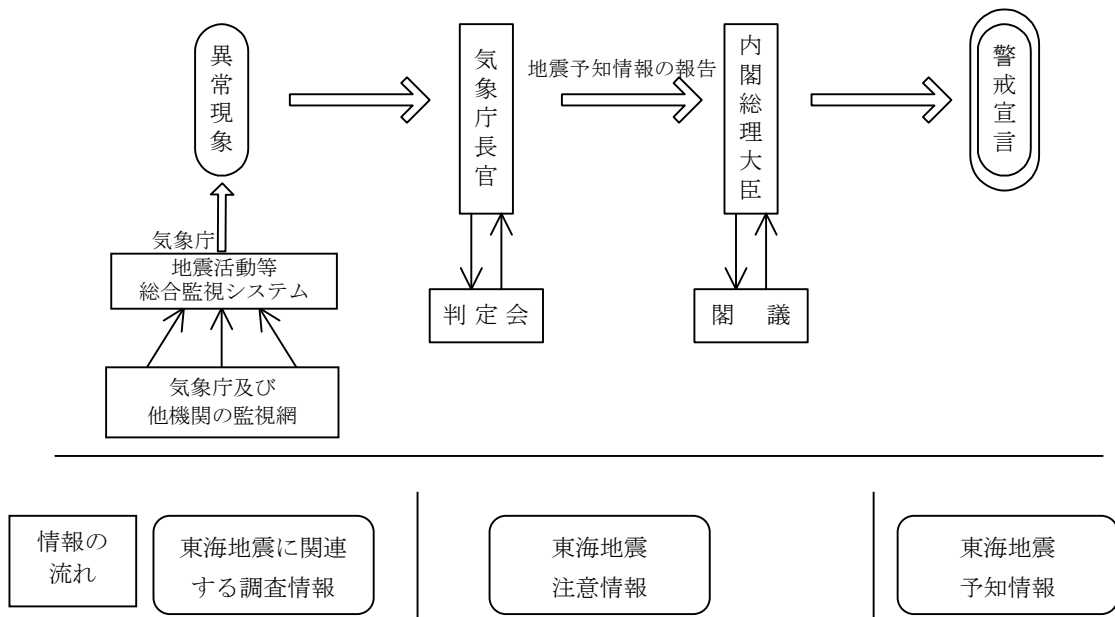 異常現象
気象庁長官
地震予知情報の報告
内閣総理大臣
警戒宣言
気象庁
地震活動等
総合監視システム
判定会
閣 議
気象庁及び
他機関の監視網
情報の
流れ
東海地震に関連
する調査情報
東海地震
注意情報
東海地震
予知情報